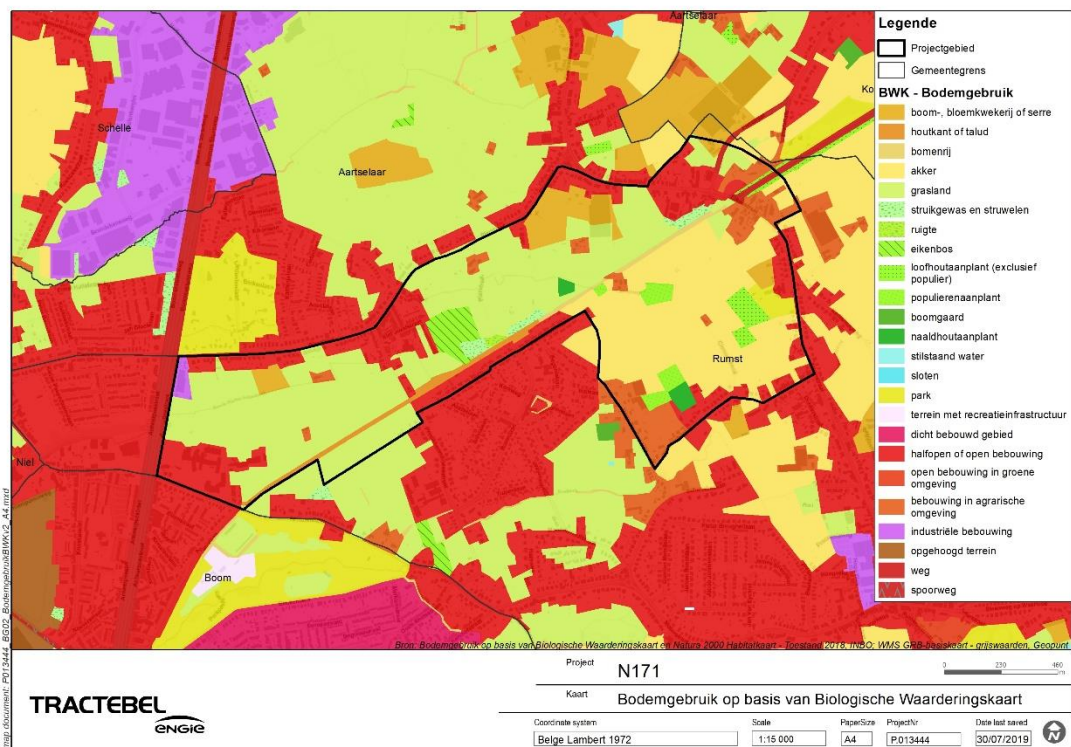 Aartselaar
Schelle
Ko
Aartselaar
Rumst
Niel
Boom
Legende
Projectgebied
Gemeentegrens
BWK - Bodemgebruik
boom-, bloemkwekerij of serre
houtkant of talud
bomenrij
akker
grasland
struikgewas en struwelen
ruigte
eikenbos
loofhoutaanplant (exclusief
populier)
populierenaanplant
boomgaard
naaldhoutaanplant
stilstaand water
sloten
park
terrein met recreatieinfrastructuur
dicht bebouwd gebied
halfopen of open bebouwing
open bebouwing in groene
omgeving
bebouwing in agrarische
omgeving
industriële bebouwing
opgehoogd terrein
weg
spoorweg
Bron: Bodemgebruik op basis van Biologische Waarderingskaart en Natura 2000 Habitatkaart - Toestand 2018, INBO; WMS GRB-basiskaart - grijswaarden, Geopunt
map document: P013444_BG02_BodemgebruikBWKv2_A4.mxd
Project N171
0 230 460
m
Kaart Bodemgebruik op basis van Biologische Waarderingskaart
TRACTEBEL
ENGIE
Coordinate system Scale PaperSize ProjectNr Date last saved
Belge Lambert 1972 1:15 000 A4 P.013444 30/07/2019
N